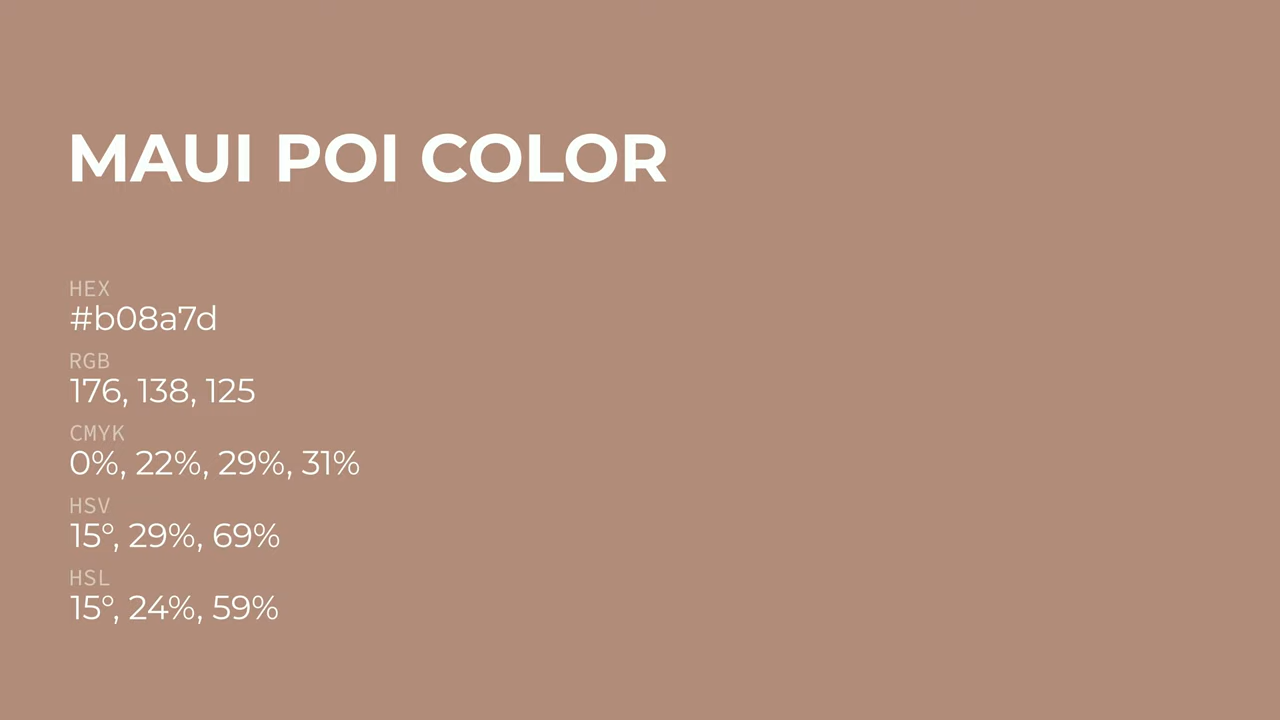 MAUI POI COLOR
HEX
#b08a7d
RGB
176, 138, 125
CMYK
0%, 22%, 29%, 31%
HSV
15°, 29%, 69%
HSL
15°, 24%, 59%